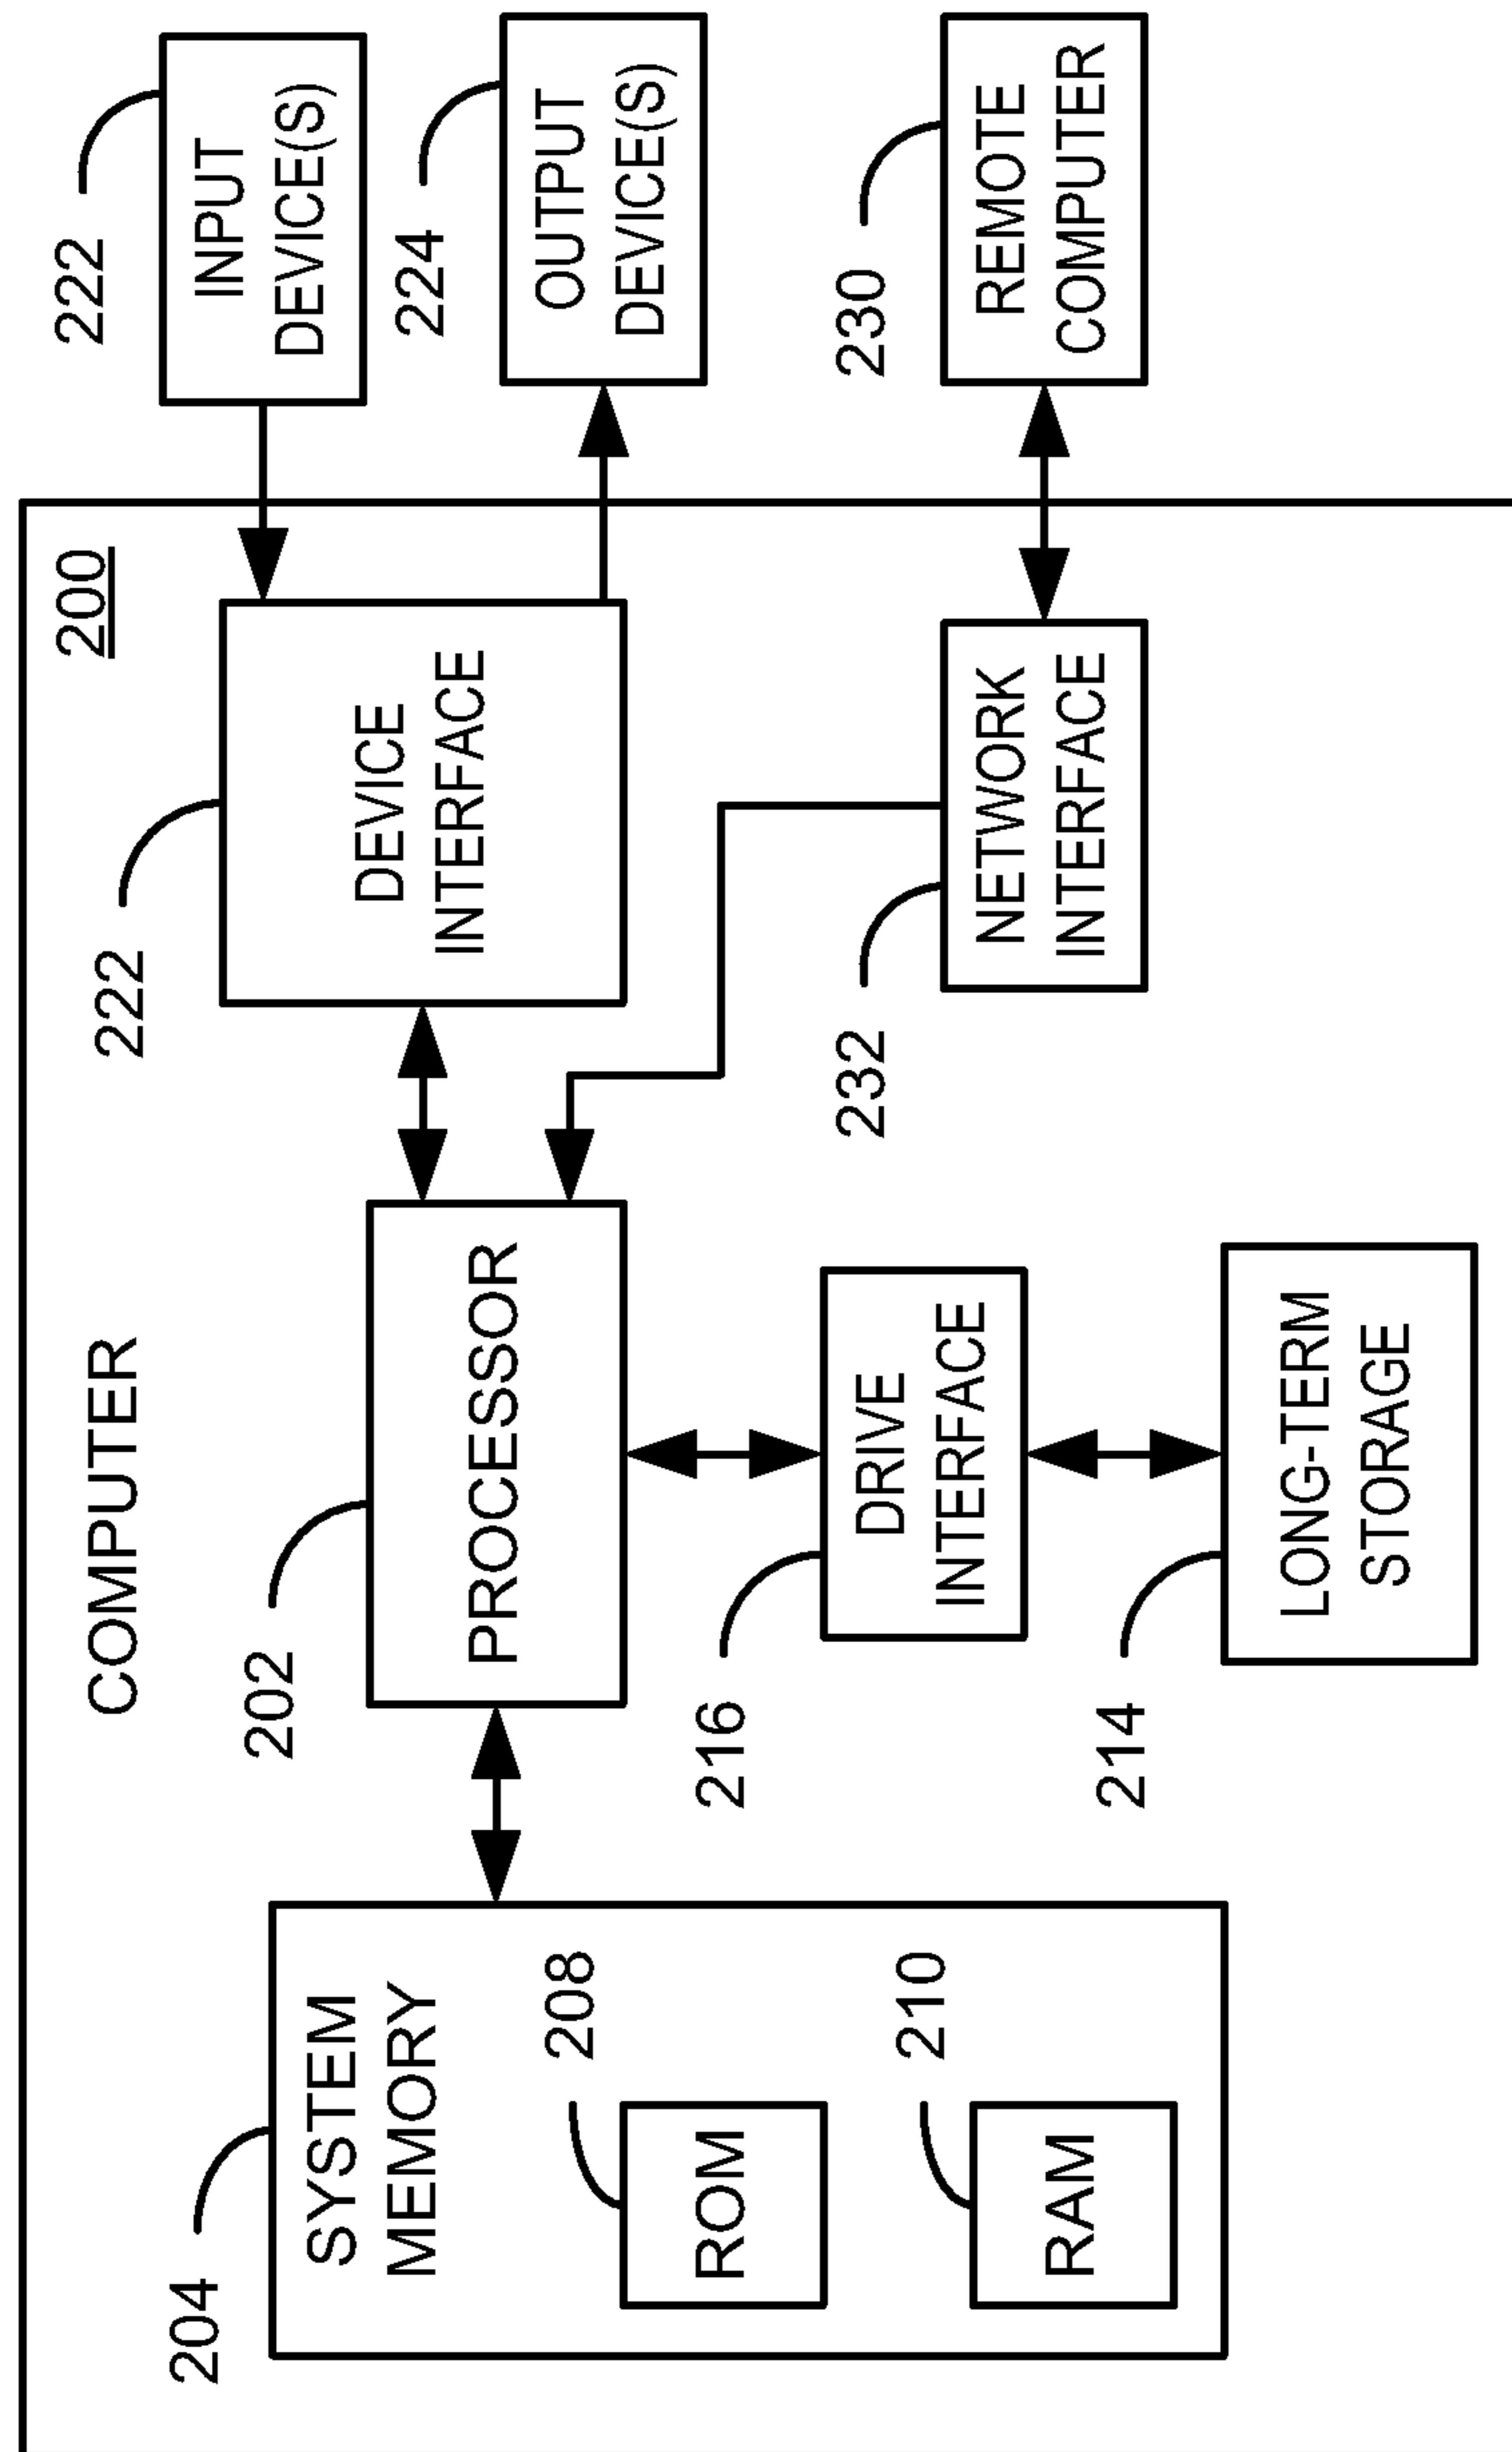 COMPUTER
200
204
SYSTEM
MEMORY
208
ROM
210
RAM
202
PROCESSOR
216
DRIVE
INTERFACE
214
LONG-TERM
STORAGE
222
DEVICE
INTERFACE
232
NETWORK
INTERFACE
222
INPUT
DEVICE(S)
224
OUTPUT
DEVICE(S)
230
REMOTE
COMPUTER